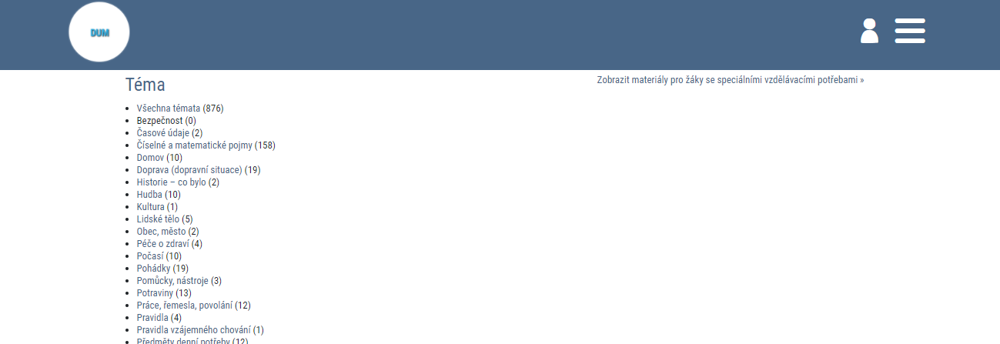 DUM
Téma
Zobrazit materiály pro žáky se speciálními vzdělávacími potřebami »
Všechna témata (876)
Bezpečnost (0)
Časové údaje (2)
Číselné a matematické pojmy (158)
Domov (10)
Doprava (dopravní situace) (19)
Historie – co bylo (2)
Hudba (10)
Kultura (1)
Lidské tělo (5)
Obec, město (2)
Péče o zdraví (4)
Počasí (10)
Pohádky (19)
Pomůcky, nástroje (3)
Potraviny (13)
Práce, řemesla, povolání (12)
Pravidla (4)
Pravidla vzájemného chování (1)
Předměty denní potřeby (12)